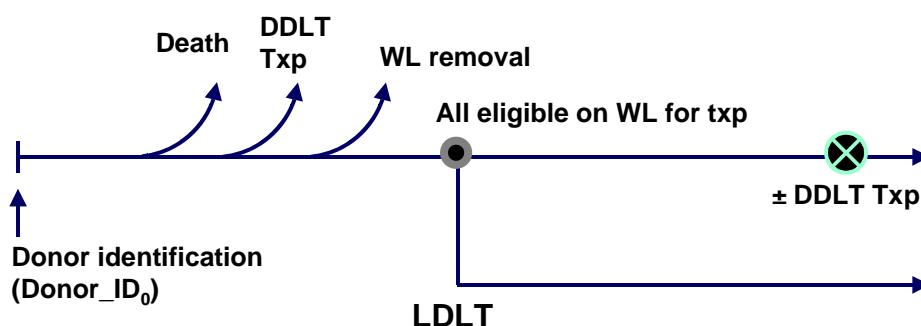 Death
DDLT
Txp
WL removal
All eligible on WL for txp
± DDLT Txp
Donor identification
(Donor_ID₀)
LDLT